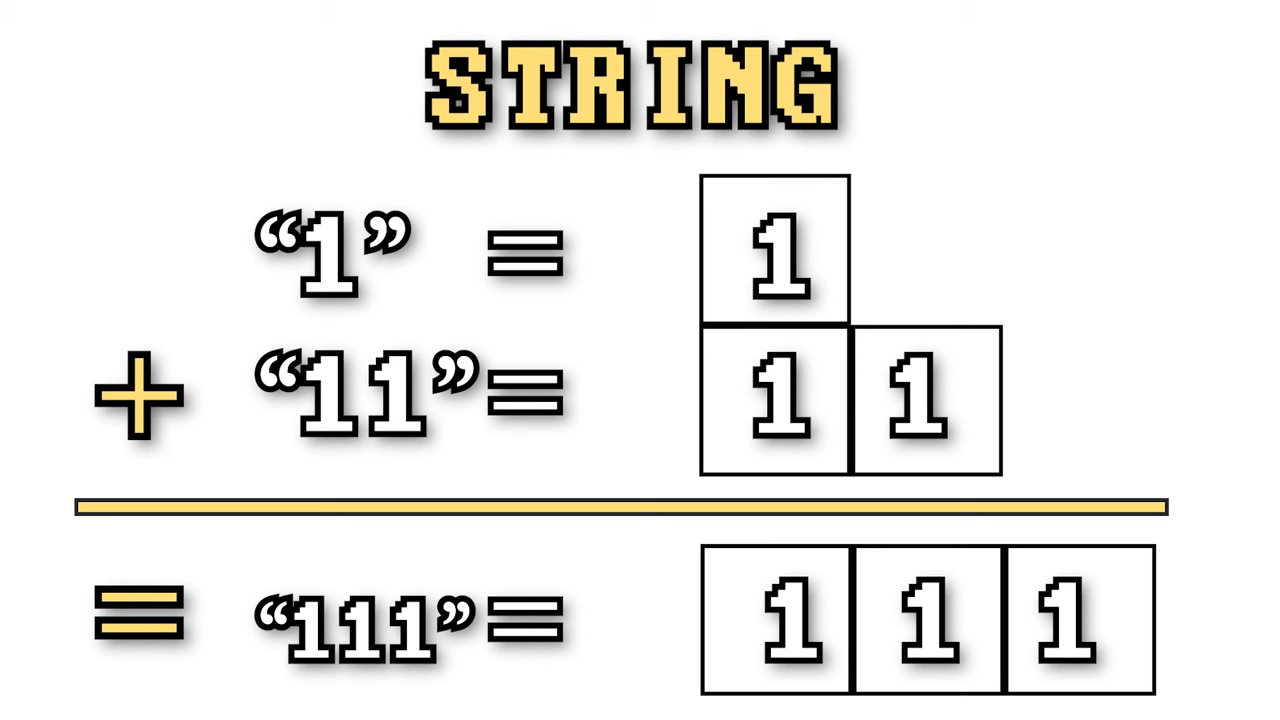 STRING
“1” = 1
+ “11” = 1 1
= “111” = 1 1 1